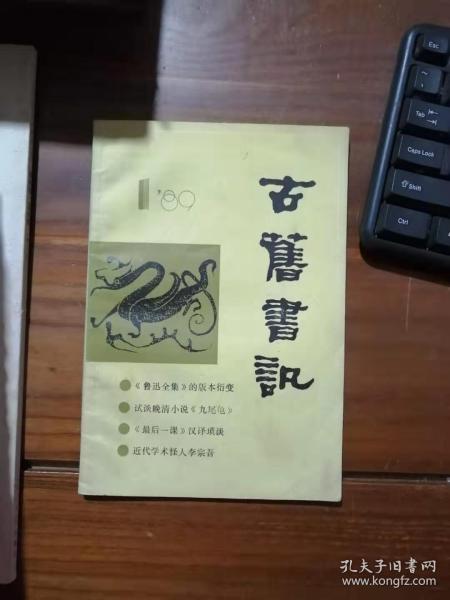 1'89
古舊書訊
《鲁迅全集》的版本衍变
试谈晚清小说《九尾龟》
《最后一课》汉译琐谈
近代学术怪人李宗吾
Esc
Tab
Caps Lock
Shift
Ctrl
孔夫子旧书网
www.kongfz.com